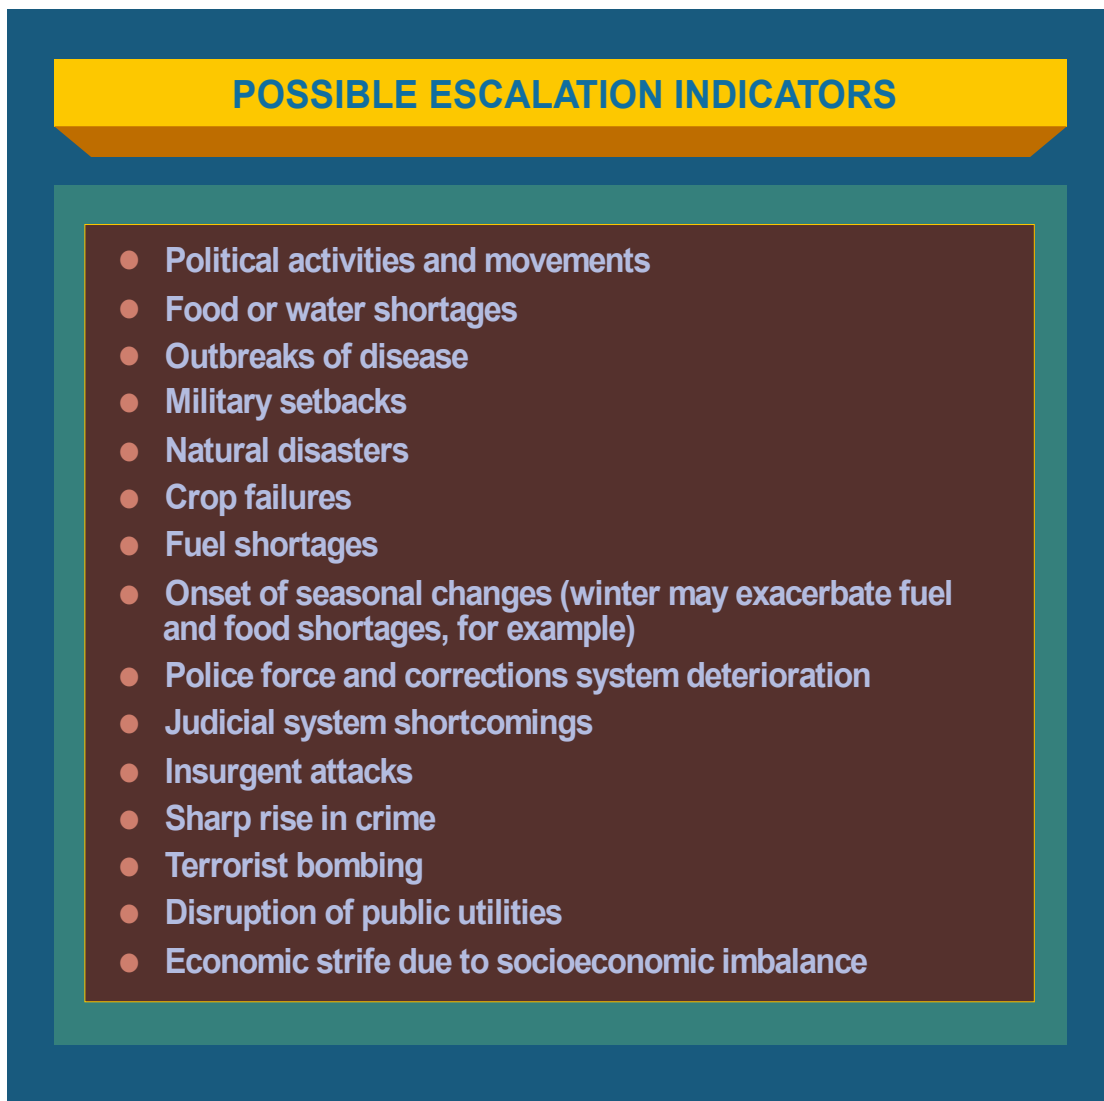 POSSIBLE ESCALATION INDICATORS
● Political activities and movements
● Food or water shortages
● Outbreaks of disease
● Military setbacks
● Natural disasters
● Crop failures
● Fuel shortages
● Onset of seasonal changes (winter may exacerbate fuel
and food shortages, for example)
● Police force and corrections system deterioration
● Judicial system shortcomings
● Insurgent attacks
● Sharp rise in crime
● Terrorist bombing
● Disruption of public utilities
● Economic strife due to socioeconomic imbalance